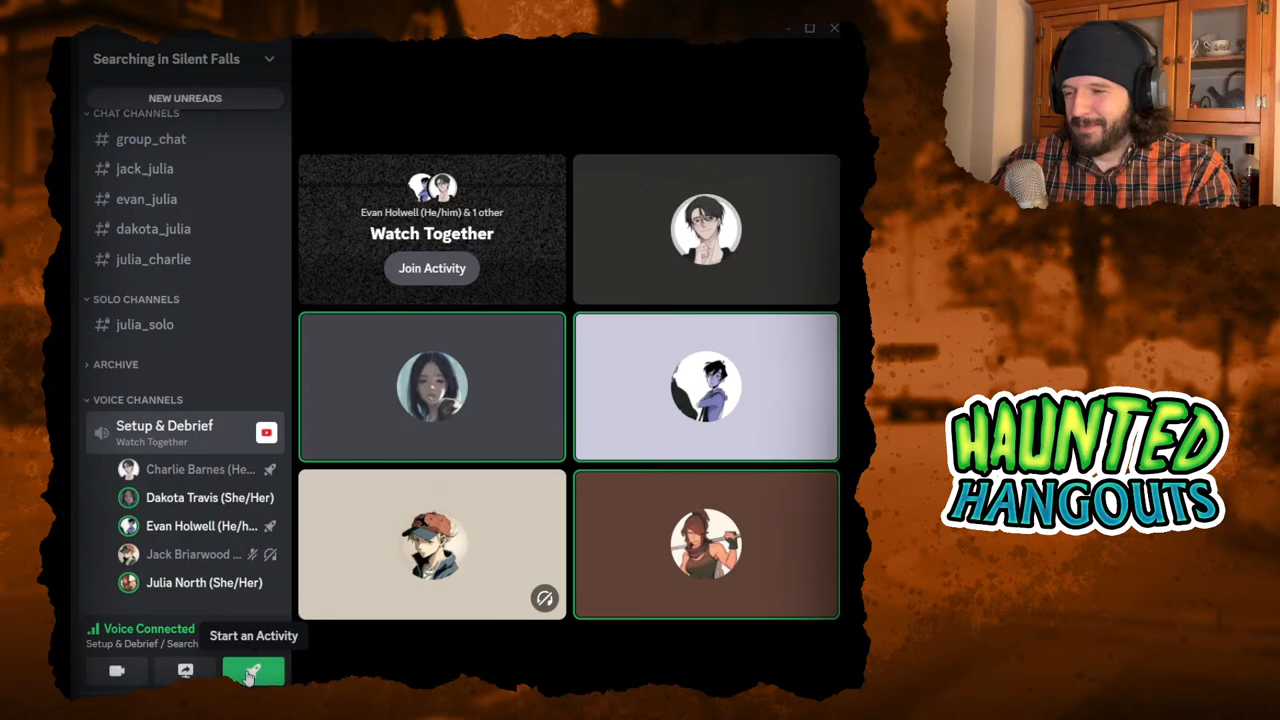 Searching in Silent Falls
NEW UNREADS
CHAT CHANNELS
group_chat
jack_julia
evan_julia
dakota_julia
julia_charlie
SOLO CHANNELS
julia_solo
ARCHIVE
VOICE CHANNELS
Setup & Debrief
Watch Together
Charlie Barnes (He...
Dakota Travis (She/Her)
Evan Holwell (He/h...
Jack Briarwood ...
Julia North (She/Her)
Voice Connected
Setup & Debrief / Search
Start an Activity
Evan Holwell (He/him) & 1 other
Watch Together
Join Activity
HAUNTED
HANGOUTS